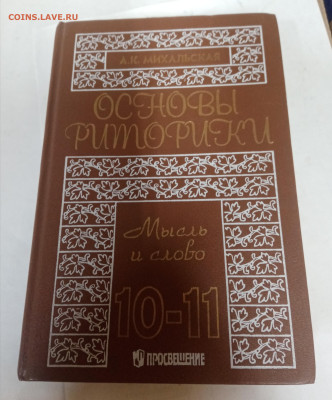 COINS.LAVE.RU
А.К. МИХАЛЬСКАЯ
ОСНОВЫ
РИТОРИКИ
Мысль
и слово
10-11
ПРОСВЕЩЕНИЕ